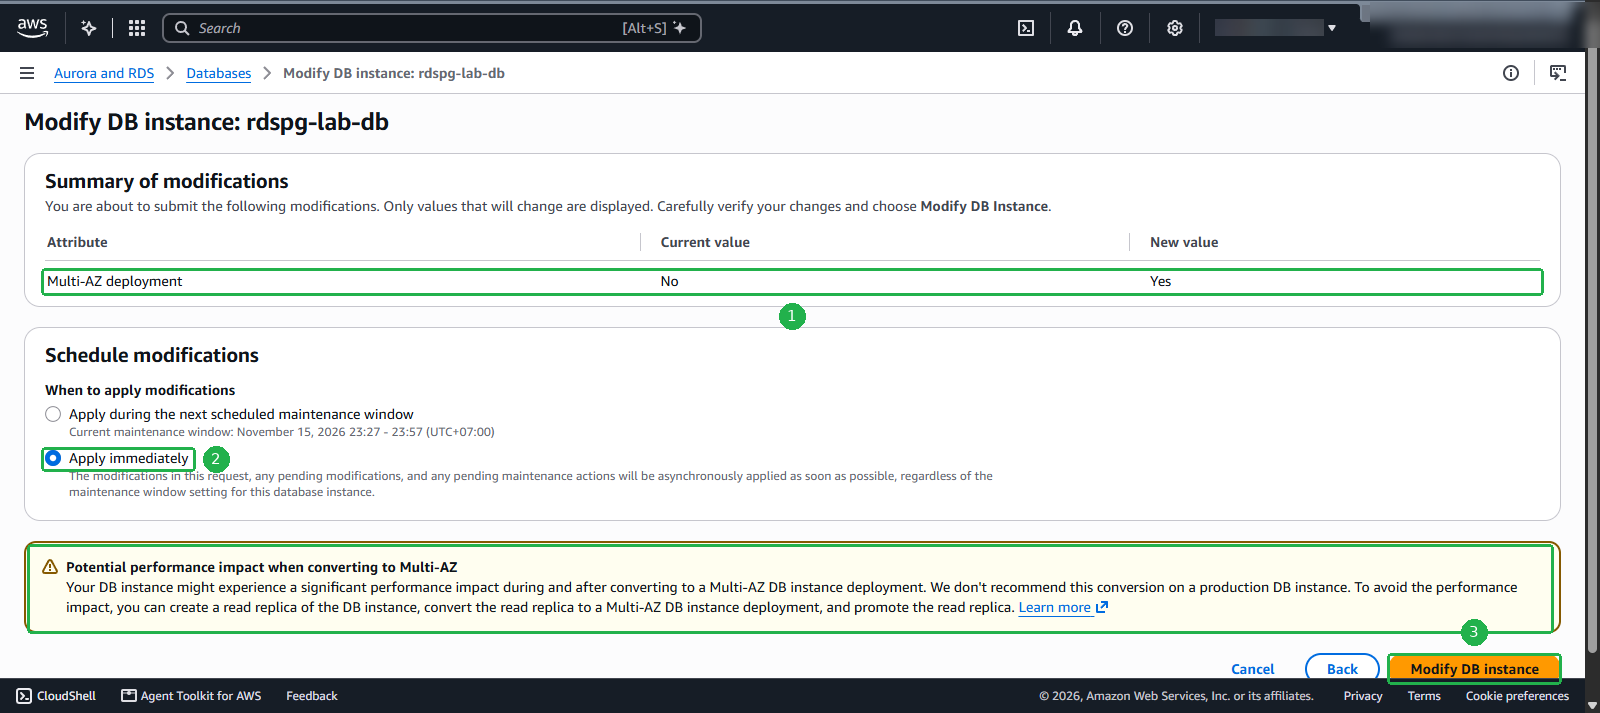 aws
Search
[Alt+S]
Aurora and RDS
Databases
Modify DB instance: rdspg-lab-db
Modify DB instance: rdspg-lab-db
Summary of modifications
You are about to submit the following modifications. Only values that will change are displayed. Carefully verify your changes and choose Modify DB Instance.
Attribute
Current value
New value
Multi-AZ deployment
No
Yes
1
Schedule modifications
When to apply modifications
Apply during the next scheduled maintenance window
Current maintenance window: November 15, 2026 23:27 - 23:57 (UTC+07:00)
Apply immediately
2
The modifications in this request, any pending modifications, and any pending maintenance actions will be asynchronously applied as soon as possible, regardless of the
maintenance window setting for this database instance.
Potential performance impact when converting to Multi-AZ
Your DB instance might experience a significant performance impact during and after converting to a Multi-AZ DB instance deployment. We don't recommend this conversion on a production DB instance. To avoid the performance
impact, you can create a read replica of the DB instance, convert the read replica to a Multi-AZ DB instance deployment, and promote the read replica. Learn more
3
Cancel
Back
Modify DB instance
CloudShell
Agent Toolkit for AWS
Feedback
© 2026, Amazon Web Services, Inc. or its affiliates.
Privacy
Terms
Cookie preferences